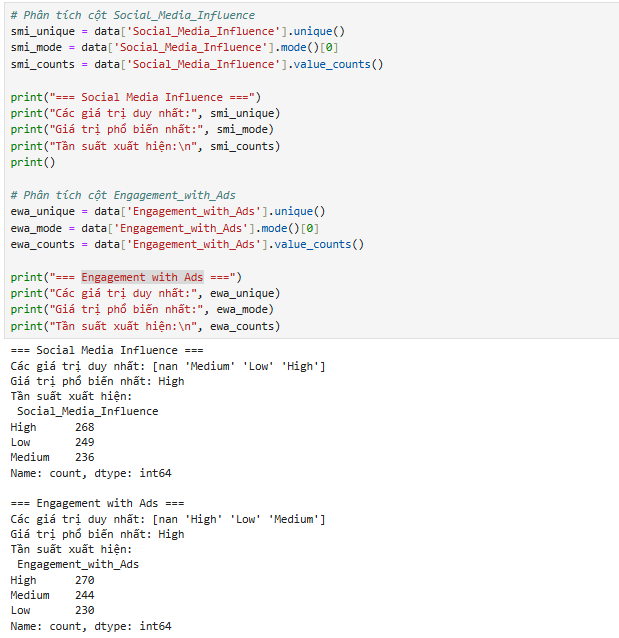 # Phân tích cột Social_Media_Influence
smi_unique = data['Social_Media_Influence'].unique()
smi_mode = data['Social_Media_Influence'].mode()[0]
smi_counts = data['Social_Media_Influence'].value_counts()
print("=== Social Media Influence ===")
print("Các giá trị duy nhất:", smi_unique)
print("Giá trị phổ biến nhất:", smi_mode)
print("Tần suất xuất hiện:\n", smi_counts)
print()
# Phân tích cột Engagement_with_Ads
ewa_unique = data['Engagement_with_Ads'].unique()
ewa_mode = data['Engagement_with_Ads'].mode()[0]
ewa_counts = data['Engagement_with_Ads'].value_counts()
print("=== Engagement with Ads ===")
print("Các giá trị duy nhất:", ewa_unique)
print("Giá trị phổ biến nhất:", ewa_mode)
print("Tần suất xuất hiện:\n", ewa_counts)
=== Social Media Influence ===
Các giá trị duy nhất: [nan 'Medium' 'Low' 'High']
Giá trị phổ biến nhất: High
Tần suất xuất hiện:
Social_Media_Influence
High      268
Low       249
Medium    236
Name: count, dtype: int64
=== Engagement with Ads ===
Các giá trị duy nhất: [nan 'High' 'Low' 'Medium']
Giá trị phổ biến nhất: High
Tần suất xuất hiện:
Engagement_with_Ads
High      270
Medium    244
Low       230
Name: count, dtype: int64